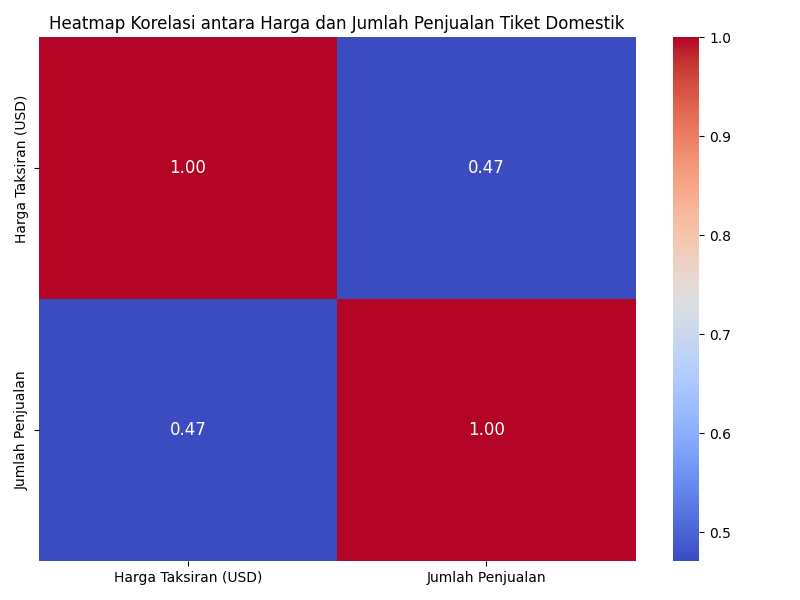 Heatmap Korelasi antara Harga dan Jumlah Penjualan Tiket Domestik
Harga Taksiran (USD)
Jumlah Penjualan
1.00
0.47
0.47
1.00
Harga Taksiran (USD)
Jumlah Penjualan
1.0
0.9
0.8
0.7
0.6
0.5